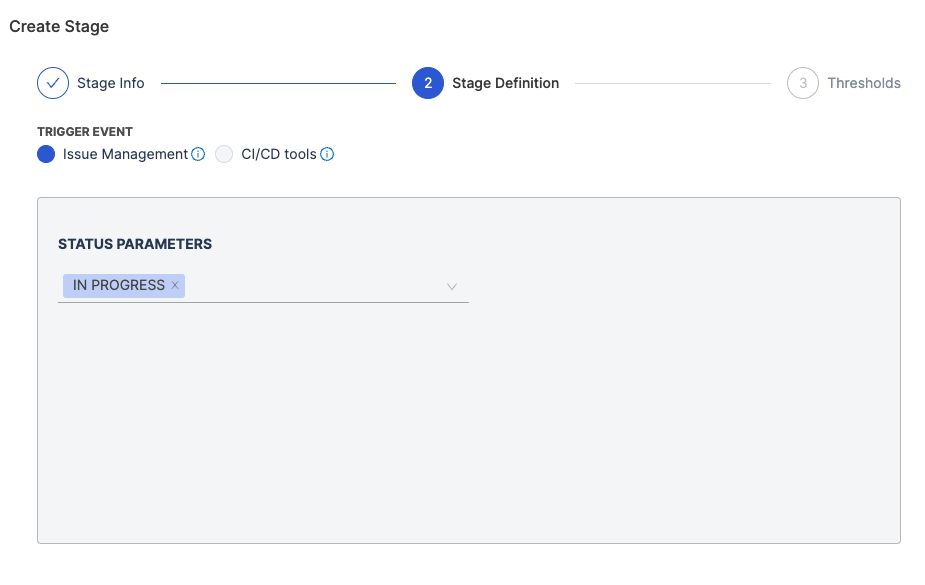 Create Stage
Stage Info
2 Stage Definition
3 Thresholds
TRIGGER EVENT
Issue Management CI/CD tools
STATUS PARAMETERS
IN PROGRESS